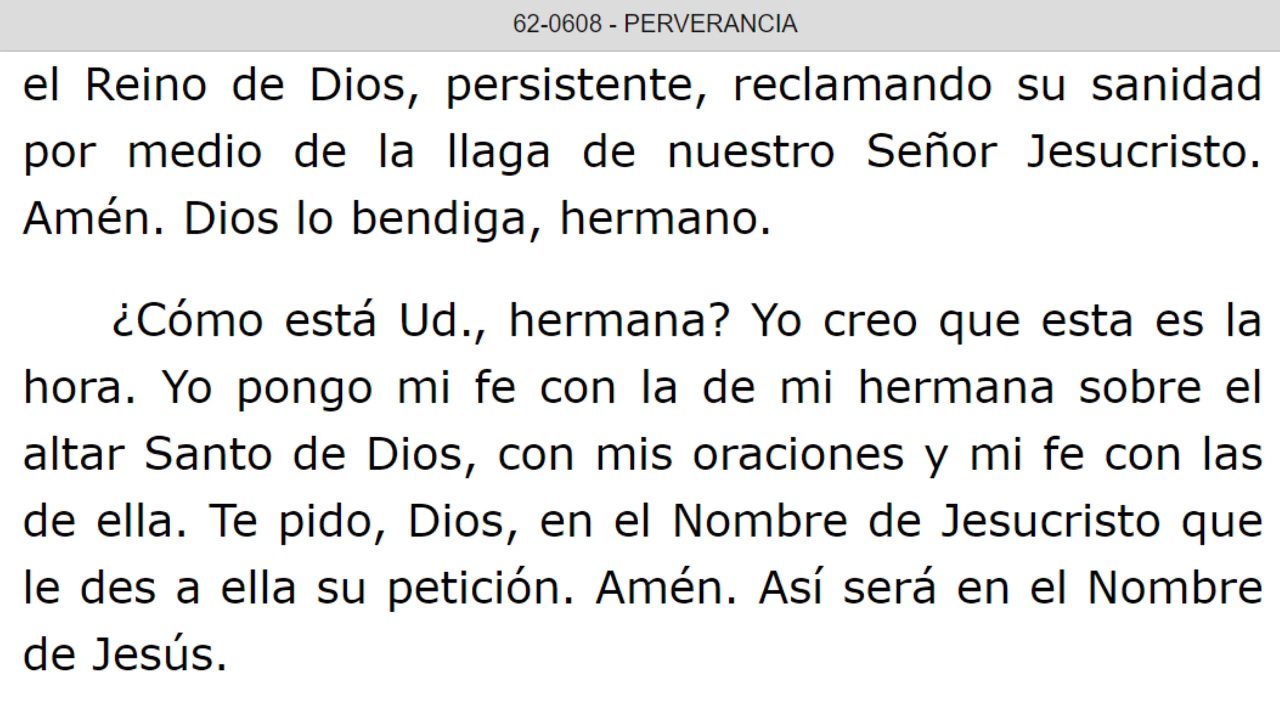 62-0608 - PERVERANCIA
el Reino de Dios, persistente, reclamando su sanidad
por medio de la llaga de nuestro Señor Jesucristo.
Amén. Dios lo bendiga, hermano.
¿Cómo está Ud., hermana? Yo creo que esta es la
hora. Yo pongo mi fe con la de mi hermana sobre el
altar Santo de Dios, con mis oraciones y mi fe con las
de ella. Te pido, Dios, en el Nombre de Jesucristo que
le des a ella su petición. Amén. Así será en el Nombre
de Jesús.